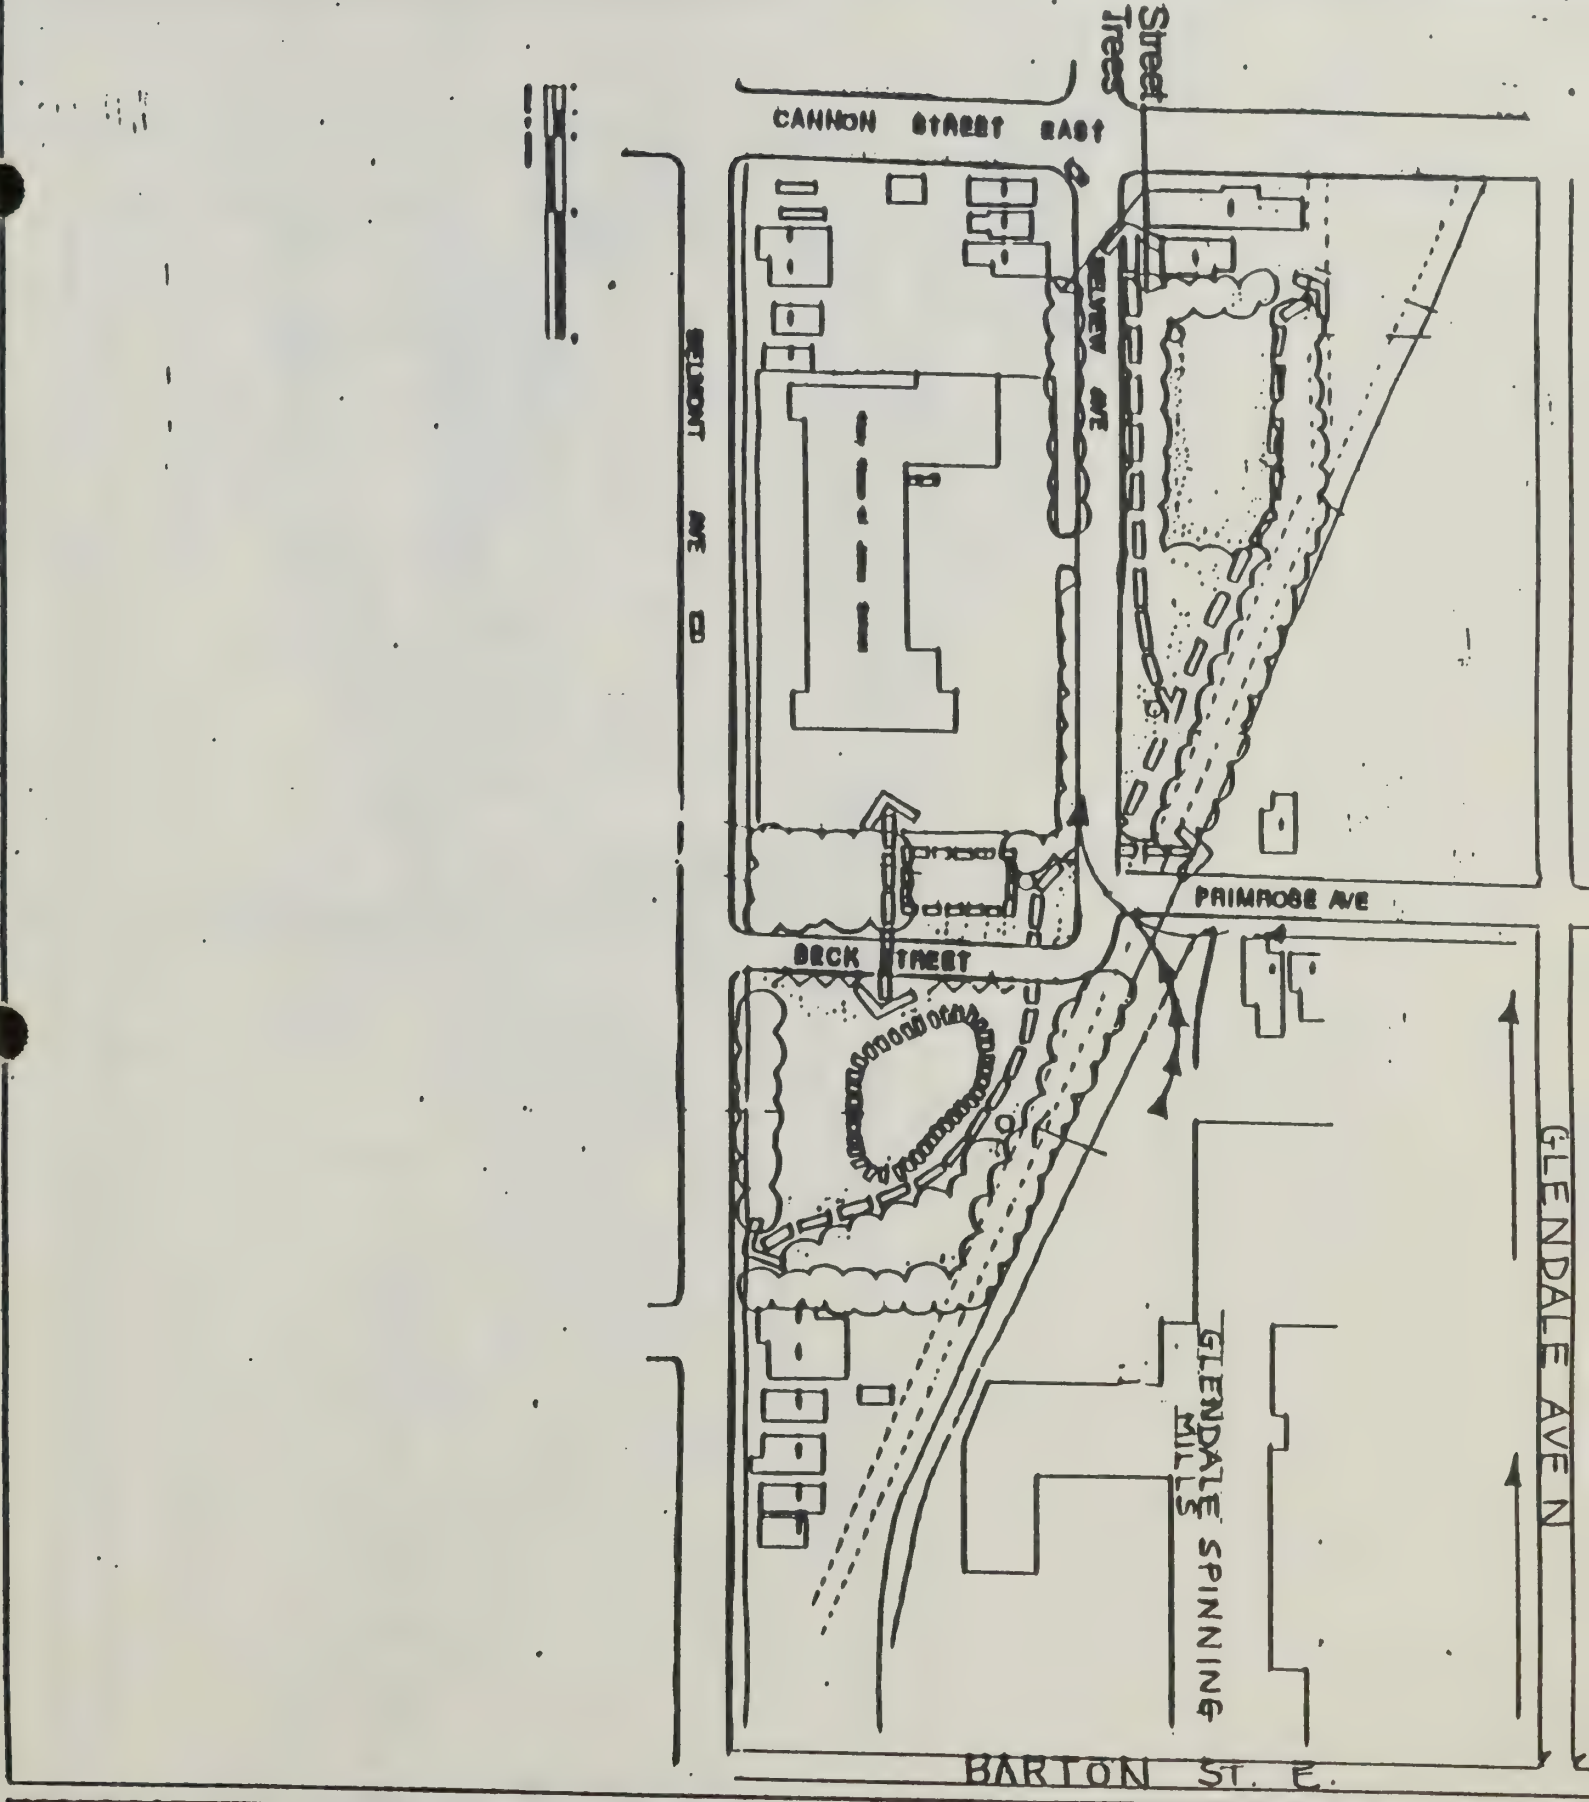 Street
Trees
CANNON STREET EAST
BELVIEW AVE
BELMONT AVE
PRIMROSE AVE
BECK STREET
GLENDALE AVE N
GLENDALE SPINNING
MILLS
BARTON ST. E.